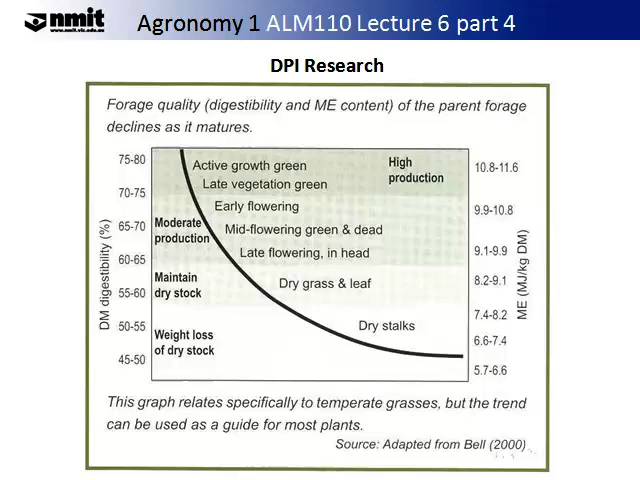 nmit
www.nmit.vic.edu.au
Agronomy 1 ALM110 Lecture 6 part 4
DPI Research
Forage quality (digestibility and ME content) of the parent forage
declines as it matures.
DM digestibility (%)
75-80
70-75
65-70
60-65
55-60
50-55
45-50
Active growth green
Late vegetation green
Early flowering
Mid-flowering green & dead
Late flowering, in head
Dry grass & leaf
Dry stalks
High
production
Moderate
production
Maintain
dry stock
Weight loss
of dry stock
10.8-11.6
9.9-10.8
9.1-9.9
8.2-9.1
7.4-8.2
6.6-7.4
5.7-6.6
ME (MJ/kg DM)
This graph relates specifically to temperate grasses, but the trend
can be used as a guide for most plants.
Source: Adapted from Bell (2000)